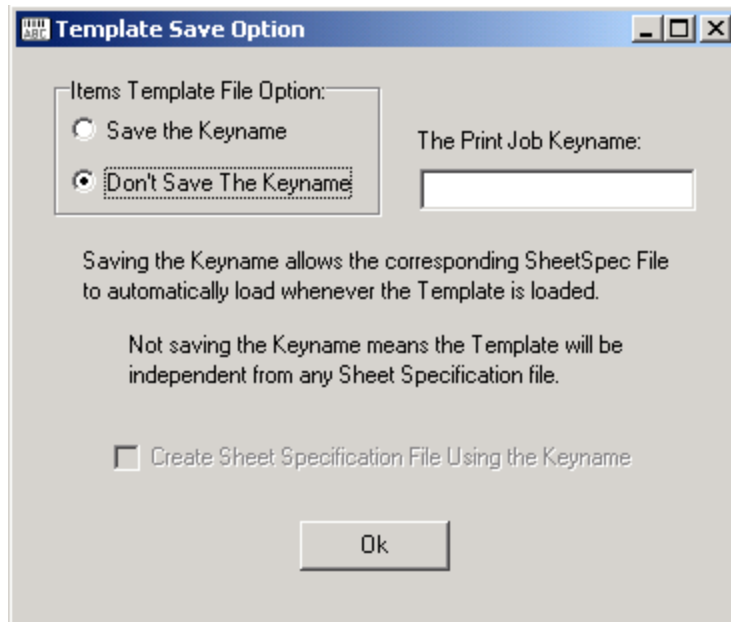 Template Save Option
Items Template File Option:
Save the Keyname
Don't Save The Keyname
The Print Job Keyname:
Saving the Keyname allows the corresponding SheetSpec File
to automatically load whenever the Template is loaded.
Not saving the Keyname means the Template will be
independent from any Sheet Specification file.
Create Sheet Specification File Using the Keyname
Ok